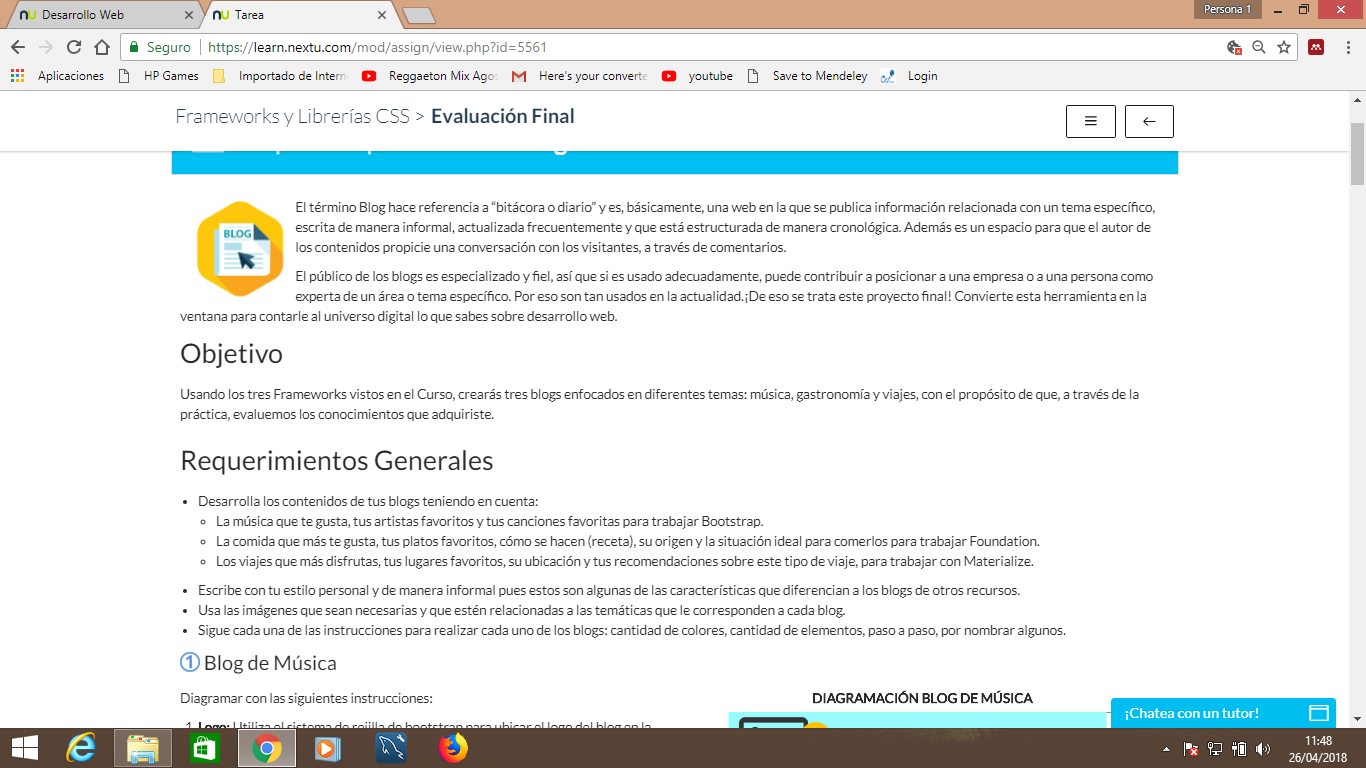 Desarrollo Web
Tarea
Persona 1
Seguro
https://learn.nextu.com/mod/assign/view.php?id=5561
Aplicaciones
HP Games
Importado de Intern
Reggaeton Mix Agos
Here's your converte
youtube
Save to Mendeley
Login
Frameworks y Librerías CSS > Evaluación Final
BLOG
El término Blog hace referencia a “bitácora o diario” y es, básicamente, una web en la que se publica información relacionada con un tema específico,
escrita de manera informal, actualizada frecuentemente y que está estructurada de manera cronológica. Además es un espacio para que el autor de
los contenidos propicie una conversación con los visitantes, a través de comentarios.
El público de los blogs es especializado y fiel, así que si es usado adecuadamente, puede contribuir a posicionar a una empresa o a una persona como
experta de un área o tema específico. Por eso son tan usados en la actualidad.¡De eso se trata este proyecto final! Convierte esta herramienta en la
ventana para contarle al universo digital lo que sabes sobre desarrollo web.
Objetivo
Usando los tres Frameworks vistos en el Curso, crearás tres blogs enfocados en diferentes temas: música, gastronomía y viajes, con el propósito de que, a través de la
práctica, evaluemos los conocimientos que adquiriste.
Requerimientos Generales
• Desarrolla los contenidos de tus blogs teniendo en cuenta:
◦ La música que te gusta, tus artistas favoritos y tus canciones favoritas para trabajar Bootstrap.
◦ La comida que más te gusta, tus platos favoritos, cómo se hacen (receta), su origen y la situación ideal para comerlos para trabajar Foundation.
◦ Los viajes que más disfrutas, tus lugares favoritos, su ubicación y tus recomendaciones sobre este tipo de viaje, para trabajar con Materialize.
• Escribe con tu estilo personal y de manera informal pues estos son algunas de las características que diferencian a los blogs de otros recursos.
• Usa las imágenes que sean necesarias y que estén relacionadas a las temáticas que le corresponden a cada blog.
• Sigue cada una de las instrucciones para realizar cada uno de los blogs: cantidad de colores, cantidad de elementos, paso a paso, por nombrar algunos.
① Blog de Música
Diagramar con las siguientes instrucciones:
DIAGRAMACIÓN BLOG DE MÚSICA
1. Logo: Utiliza el sistema de rejilla de bootstrap para ubicar el logo del blog en la
¡Chatea con un tutor!
11:48
26/04/2018